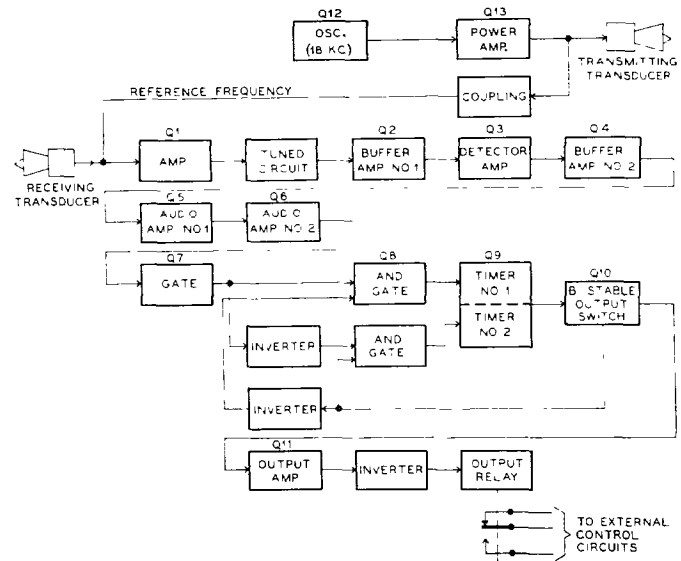 Q12
OSC.
(18 KC)
Q13
POWER
AMP.
TRANSMITTING
TRANSDUCER
REFERENCE FREQUENCY
COUPLING
RECEIVING
TRANSDUCER
Q1
AMP
TUNED
CIRCUIT
Q2
BUFFER
AMP NO.1
Q3
DETECTOR
AMP
Q4
BUFFER
AMP NO.2
Q5
AUDIO
AMP NO.1
Q6
AUDIO
AMP NO.2
Q7
GATE
Q8
AND
GATE
Q9
TIMER
NO.1
TIMER
NO.2
Q10
BISTABLE
OUTPUT
SWITCH
INVERTER
AND
GATE
INVERTER
Q11
OUTPUT
AMP
INVERTER
OUTPUT
RELAY
TO EXTERNAL
CONTROL
CIRCUITS